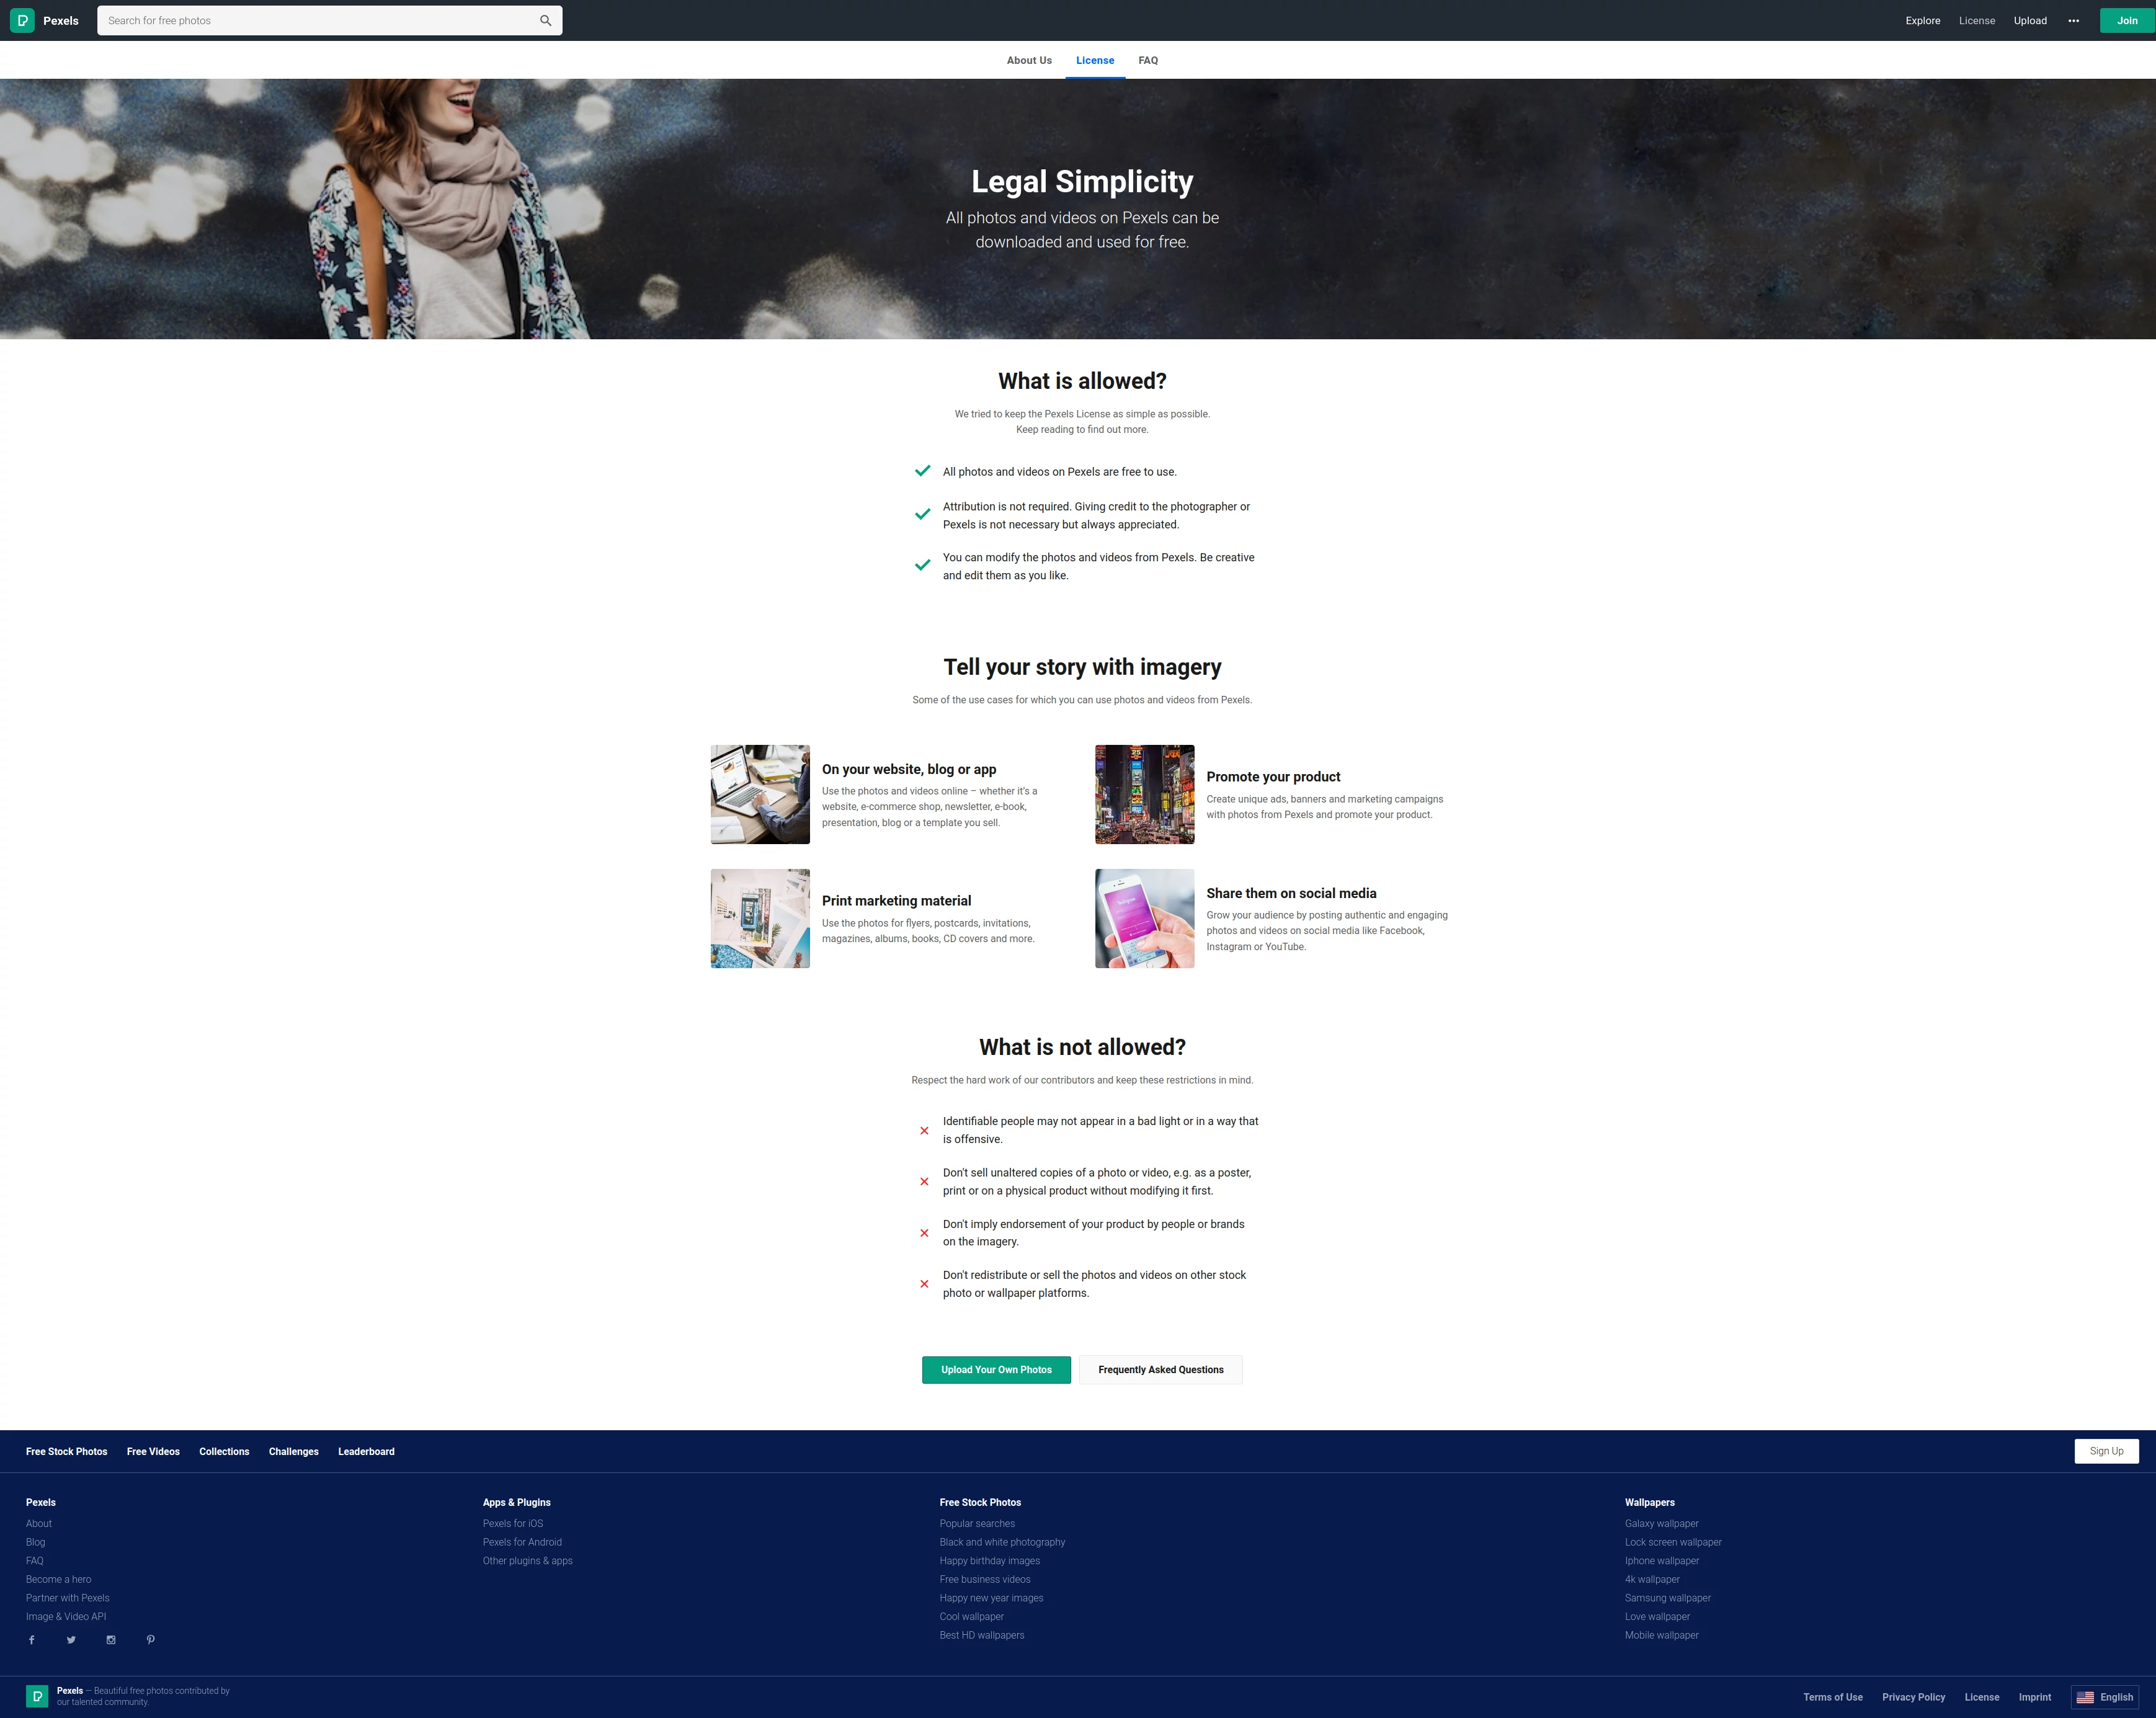 Pexels
Search for free photos
Explore
License
Upload
Join
About Us
License
FAQ
Legal Simplicity
All photos and videos on Pexels can be
downloaded and used for free.
What is allowed?
We tried to keep the Pexels License as simple as possible.
Keep reading to find out more.
All photos and videos on Pexels are free to use.
Attribution is not required. Giving credit to the photographer or
Pexels is not necessary but always appreciated.
You can modify the photos and videos from Pexels. Be creative
and edit them as you like.
Tell your story with imagery
Some of the use cases for which you can use photos and videos from Pexels.
On your website, blog or app
Use the photos and videos online – whether it's a
website, e-commerce shop, newsletter, e-book,
presentation, blog or a template you sell.
Promote your product
Create unique ads, banners and marketing campaigns
with photos from Pexels and promote your product.
Print marketing material
Use the photos for flyers, postcards, invitations,
magazines, albums, books, CD covers and more.
Share them on social media
Grow your audience by posting authentic and engaging
photos and videos on social media like Facebook,
Instagram or YouTube.
What is not allowed?
Respect the hard work of our contributors and keep these restrictions in mind.
Identifiable people may not appear in a bad light or in a way that
is offensive.
Don't sell unaltered copies of a photo or video, e.g. as a poster,
print or on a physical product without modifying it first.
Don't imply endorsement of your product by people or brands
on the imagery.
Don't redistribute or sell the photos and videos on other stock
photo or wallpaper platforms.
Upload Your Own Photos
Frequently Asked Questions
Free Stock Photos
Free Videos
Collections
Challenges
Leaderboard
Sign Up
Pexels
About
Blog
FAQ
Become a hero
Partner with Pexels
Image & Video API
Apps & Plugins
Pexels for iOS
Pexels for Android
Other plugins & apps
Free Stock Photos
Popular searches
Black and white photography
Happy birthday images
Free business videos
Happy new year images
Cool wallpaper
Best HD wallpapers
Wallpapers
Galaxy wallpaper
Lock screen wallpaper
Iphone wallpaper
4k wallpaper
Samsung wallpaper
Love wallpaper
Mobile wallpaper
Pexels — Beautiful free photos contributed by
our talented community.
Terms of Use
Privacy Policy
License
Imprint
English